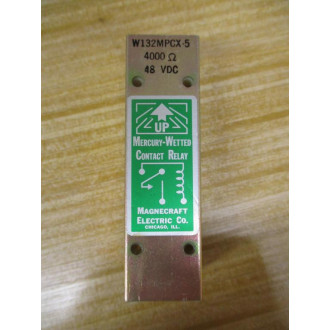 W132MPCX-5
4000 Ω
48 VDC
UP
MERCURY-WETTED
CONTACT RELAY
MAGNECRAFT
ELECTRIC CO.
CHICAGO, ILL.